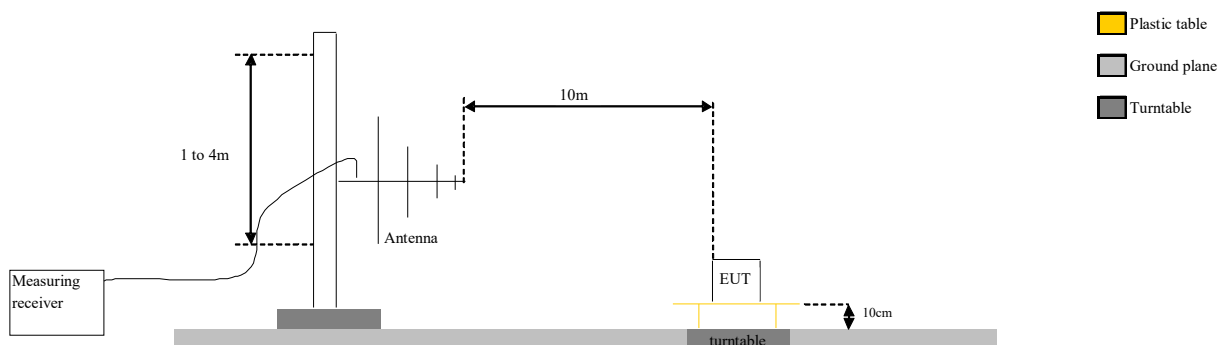 Plastic table
Ground plane
Turntable
10m
1 to 4m
Antenna
Measuring
receiver
EUT
10cm
turntable